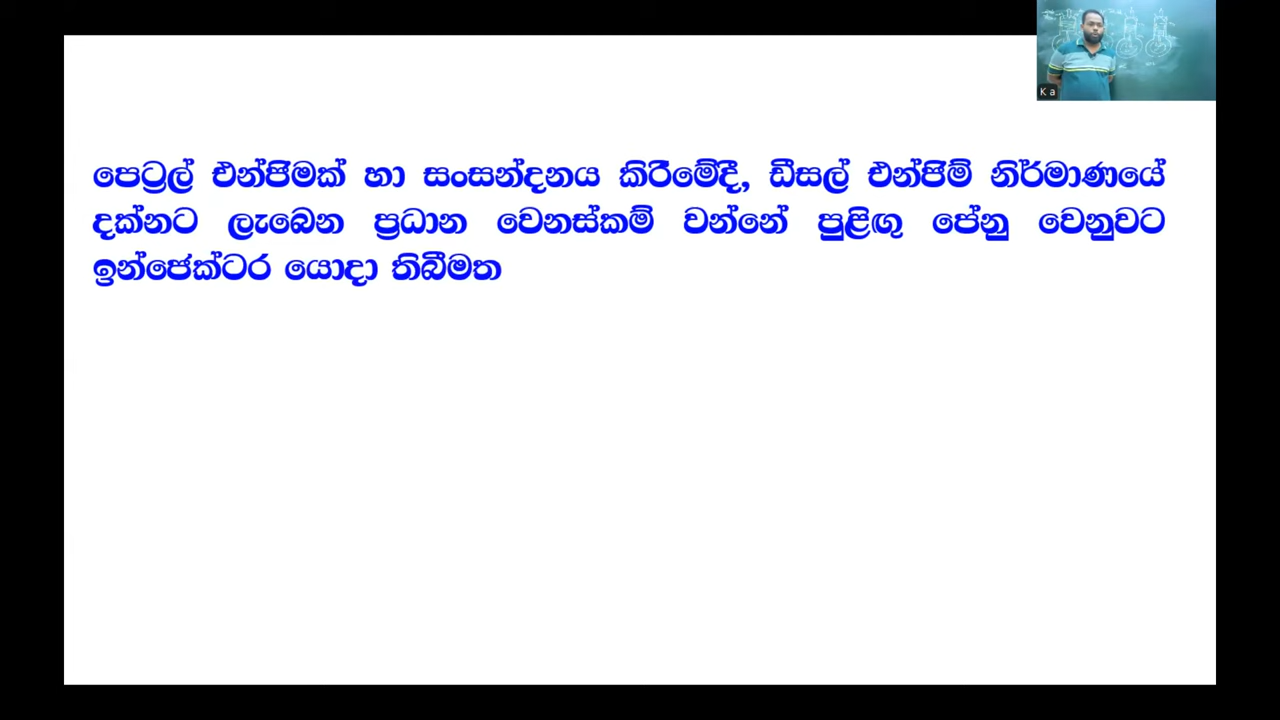 K a
පෙට්‍රල් එන්ජිමක් හා සංසන්දනය කිරීමේදී, ඩීසල් එන්ජිම් නිර්මාණයේ
දක්නට ලැබෙන ප්‍රධාන වෙනස්කම් වන්නේ පුළිඟු පේනු වෙනුවට
ඉන්ජෙක්ටර යොදා තිබීමත